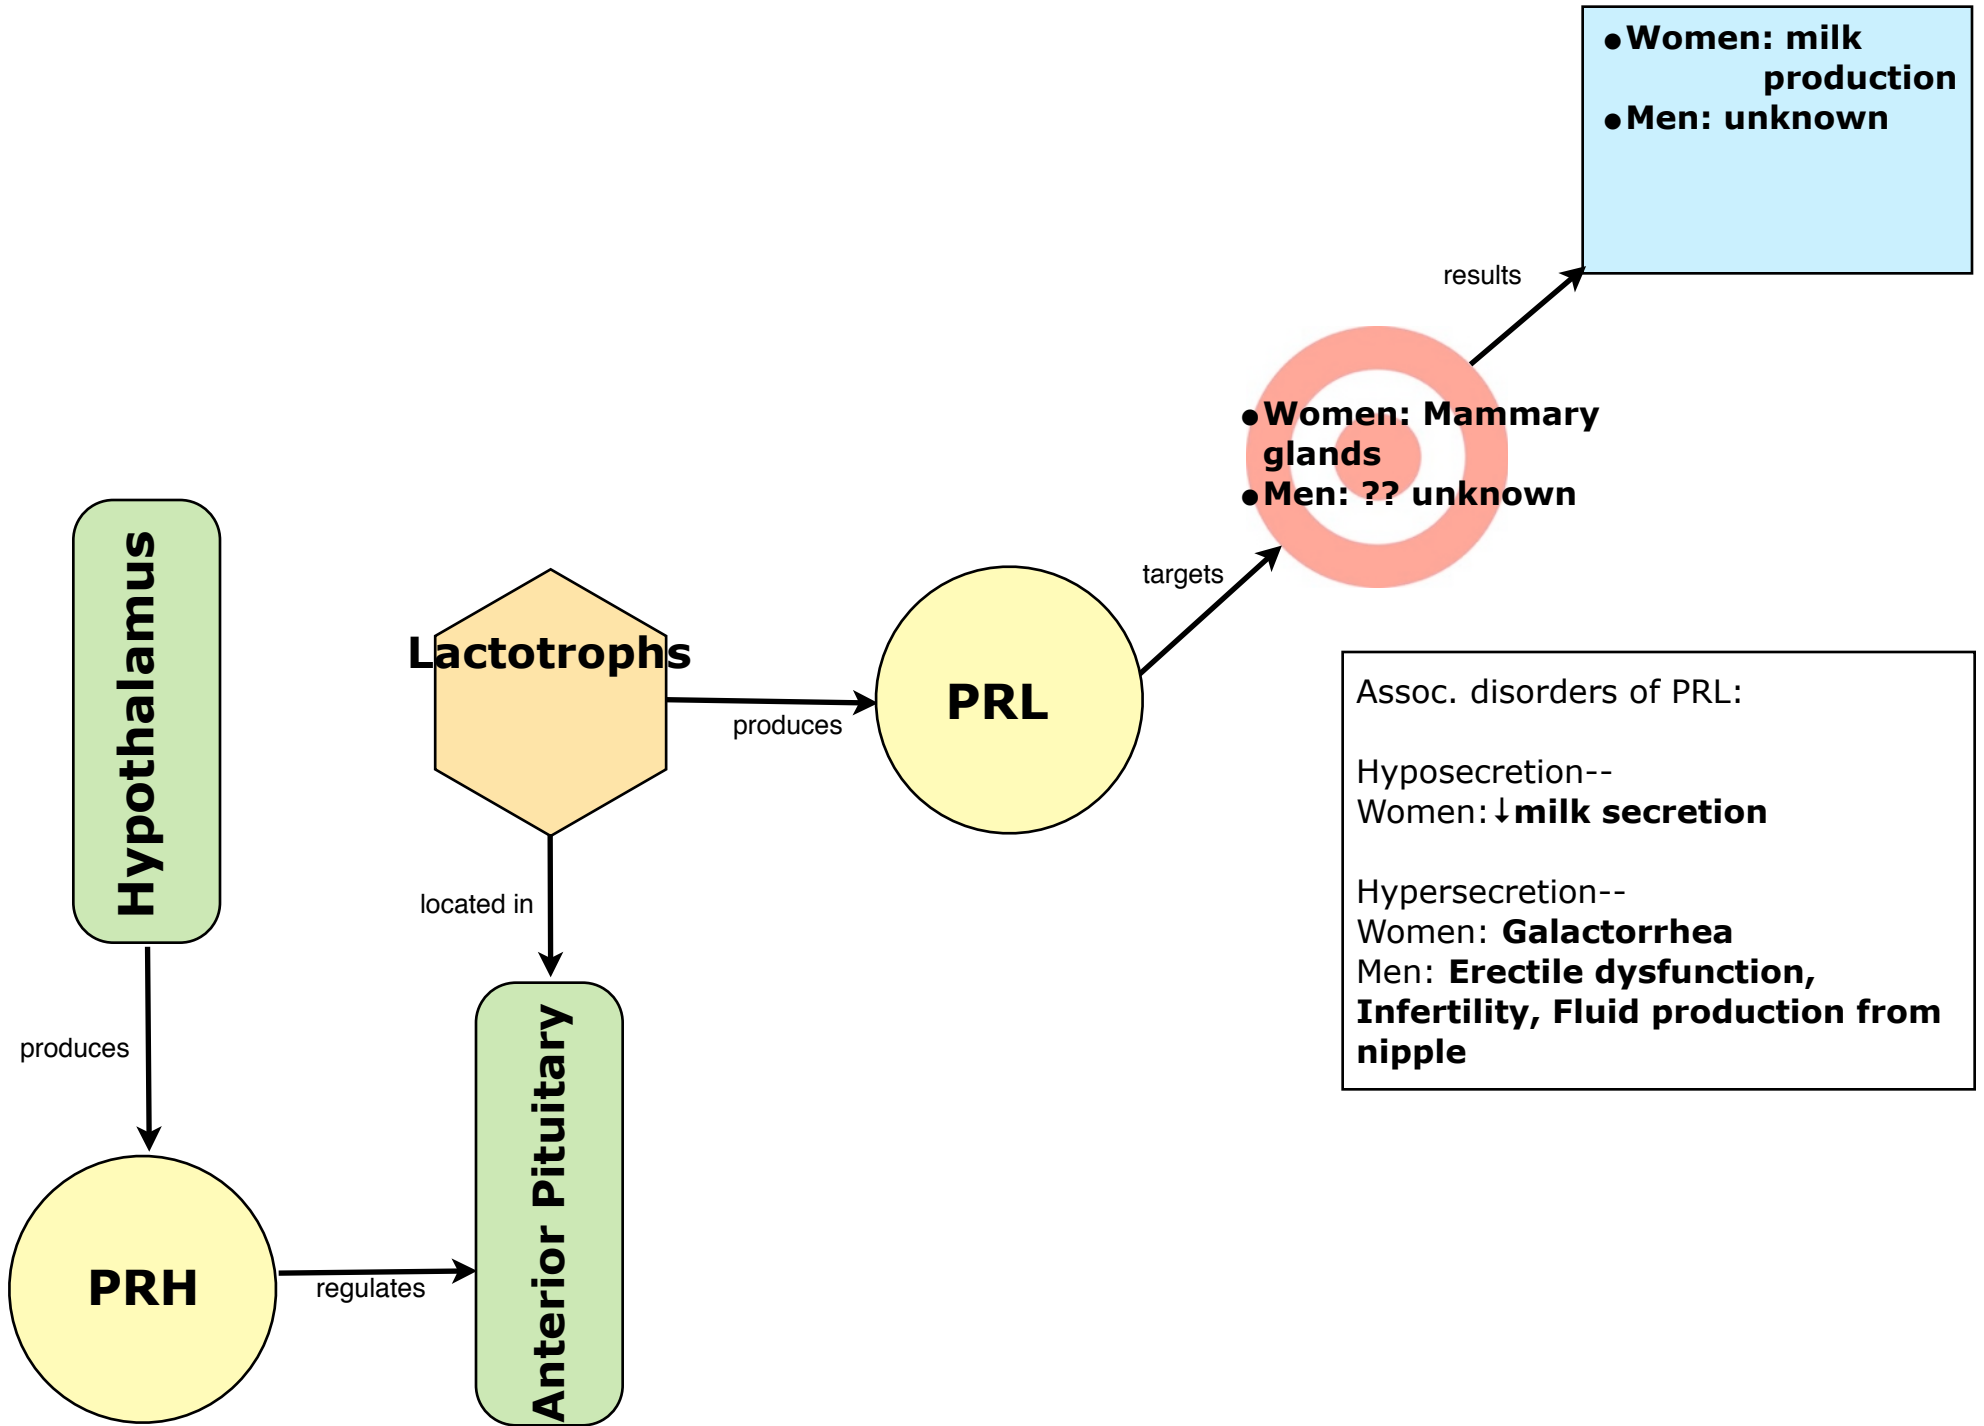 ●Women: milk
production
●Men: unknown
results
●Women: Mammary
glands
●Men: ?? unknown
targets
Hypothalamus
Lactotrophs
produces
PRL
located in
produces
PRH
regulates
Anterior Pituitary
Assoc. disorders of PRL:
Hyposecretion--
Women:↓milk secretion
Hypersecretion--
Women: Galactorrhea
Men: Erectile dysfunction,
Infertility, Fluid production from
nipple